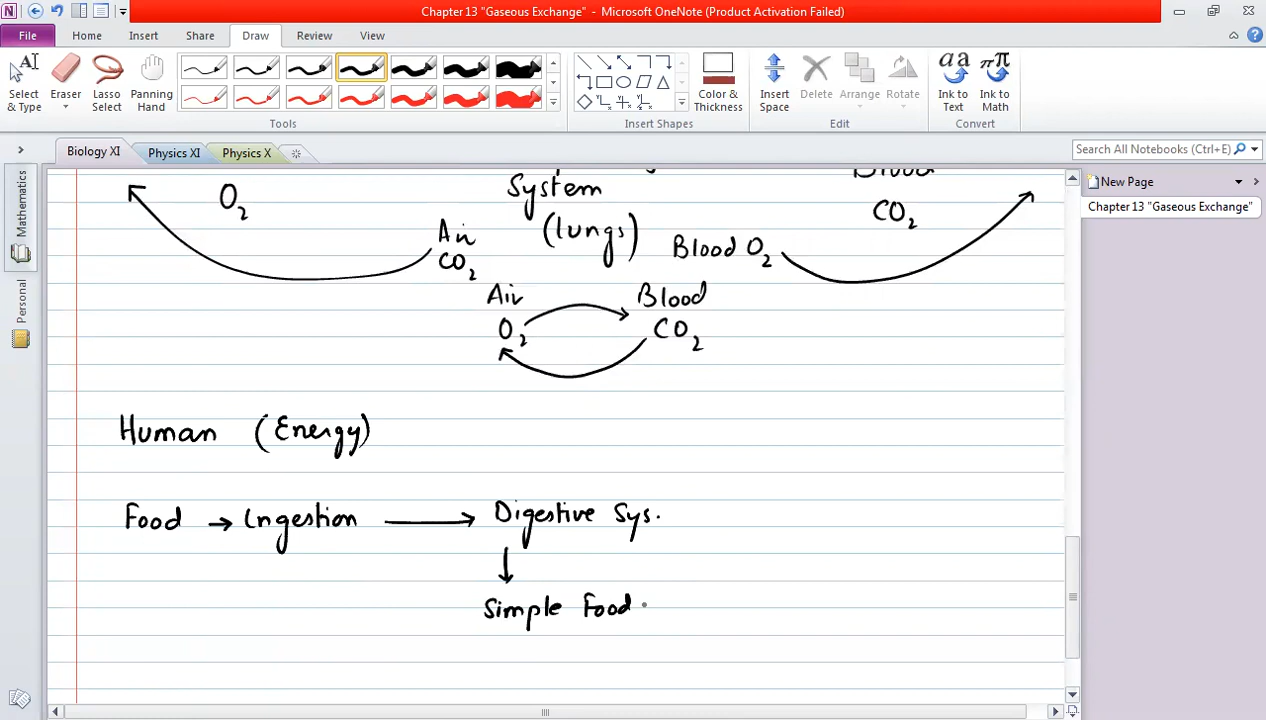 Chapter 13 "Gaseous Exchange" - Microsoft OneNote (Product Activation Failed)
File Home Insert Share Draw Review View
Select & Type Eraser Lasso Select Panning Hand Color & Thickness Insert Space Delete Arrange Rotate Ink to Text Ink to Math
Tools Insert Shapes Edit Convert
Biology XI Physics XI Physics X Search All Notebooks (Ctrl+E)
New Page
Chapter 13 "Gaseous Exchange"
Mathematics
Personal
System Blood
O2 (lungs) CO2
Air Blood O2
CO2
Air Blood
O2 CO2
Human (Energy)
Food → Ingestion → Digestive Sys.
↓
Simple Food